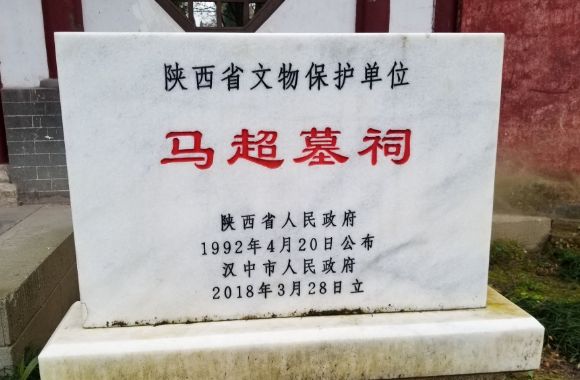 陕西省文物保护单位
马超墓祠
陕西省人民政府
1992年4月20日公布
汉中市人民政府
2018年3月28日立